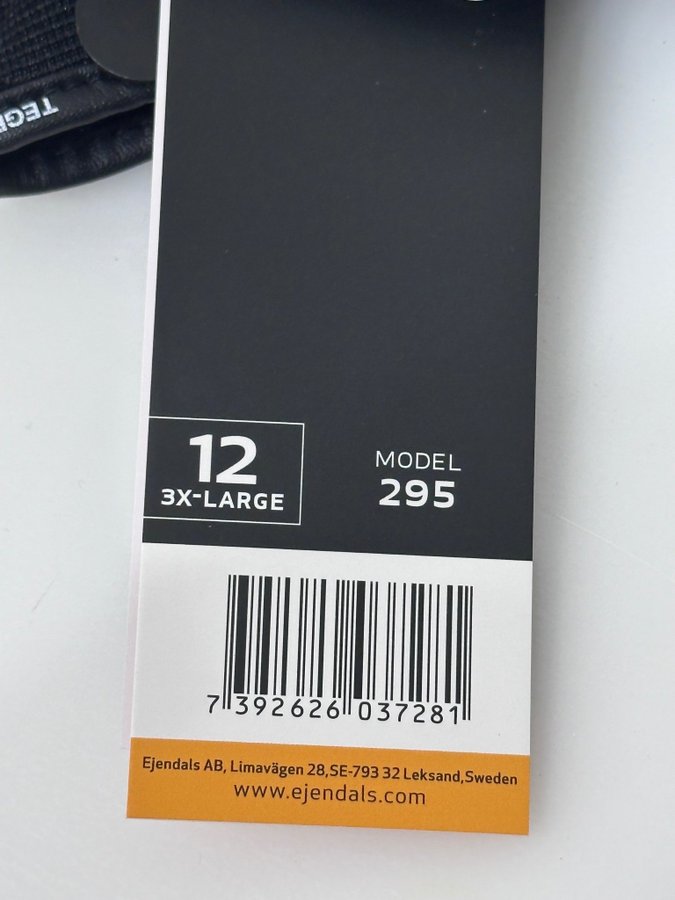 TEGE
12
3X-LARGE
MODEL
295
7 392626 037281
Ejendals AB, Limavägen 28,SE-793 32 Leksand,Sweden
www.ejendals.com